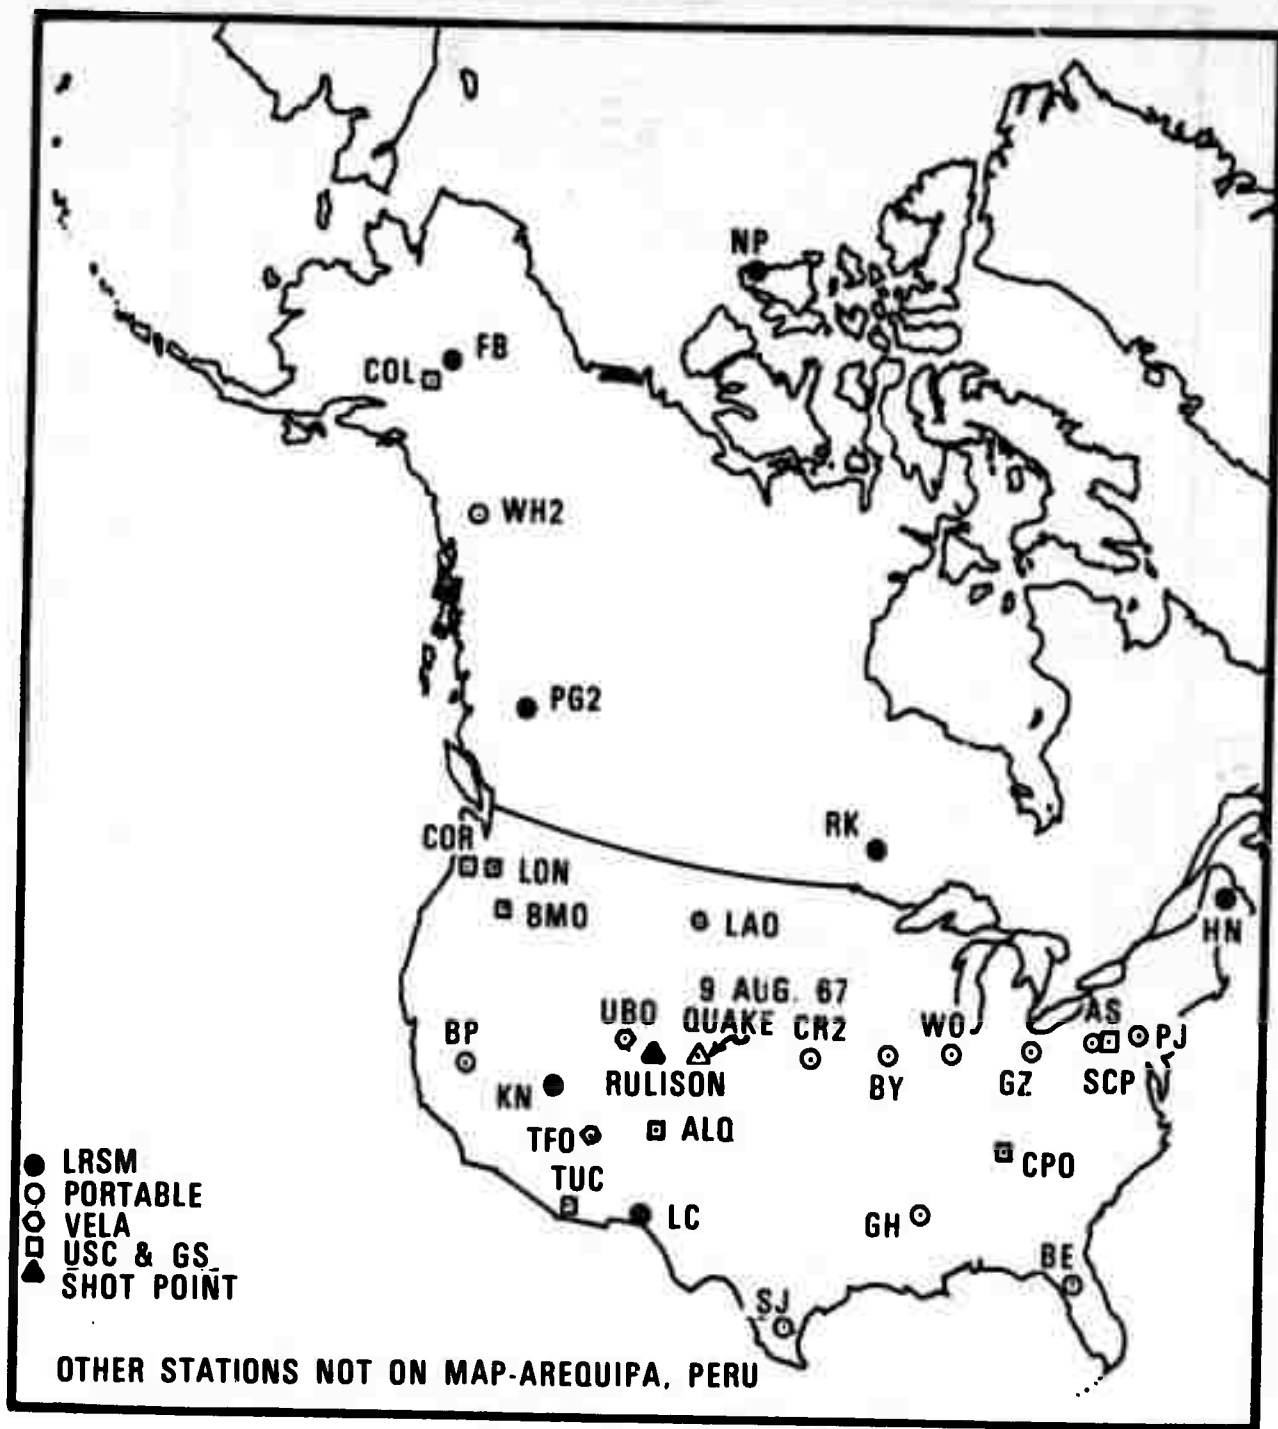 NP
FB
COL
WH2
PG2
RK
COR
LON
BMO
LAO
HN
9 AUG. 67
QUAKE
UBO
CR2
WO
AS
PJ
BP
RULISON
BY
GZ
SCP
KN
TFO
ALQ
CPO
TUC
LC
GH
BE
SJ
LRSM
PORTABLE
VELA
USC & GS
SHOT POINT
OTHER STATIONS NOT ON MAP-AREQUIPA, PERU